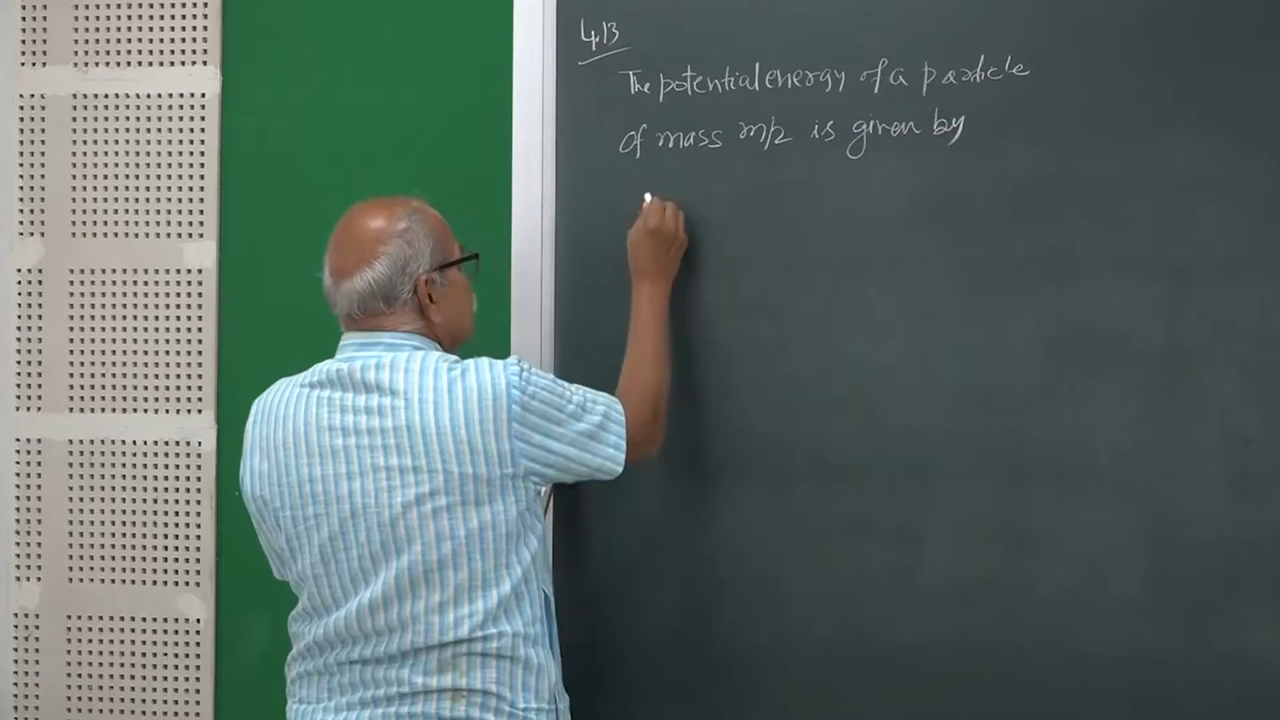 4.13
The potential energy of a particle
of mass m/2 is given by